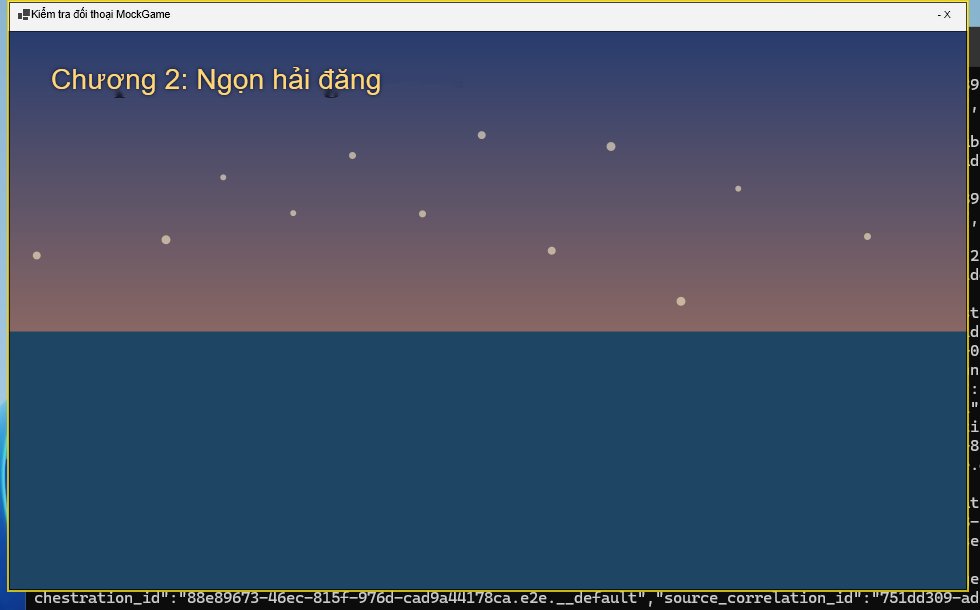 Kiểm tra đối thoại MockGame
- X
Chương 2: Ngọn hải đăng
chestration_id":"88e89673-46ec-815f-976d-cad9a44178ca.e2e.__default","source_correlation_id":"751dd309-ae